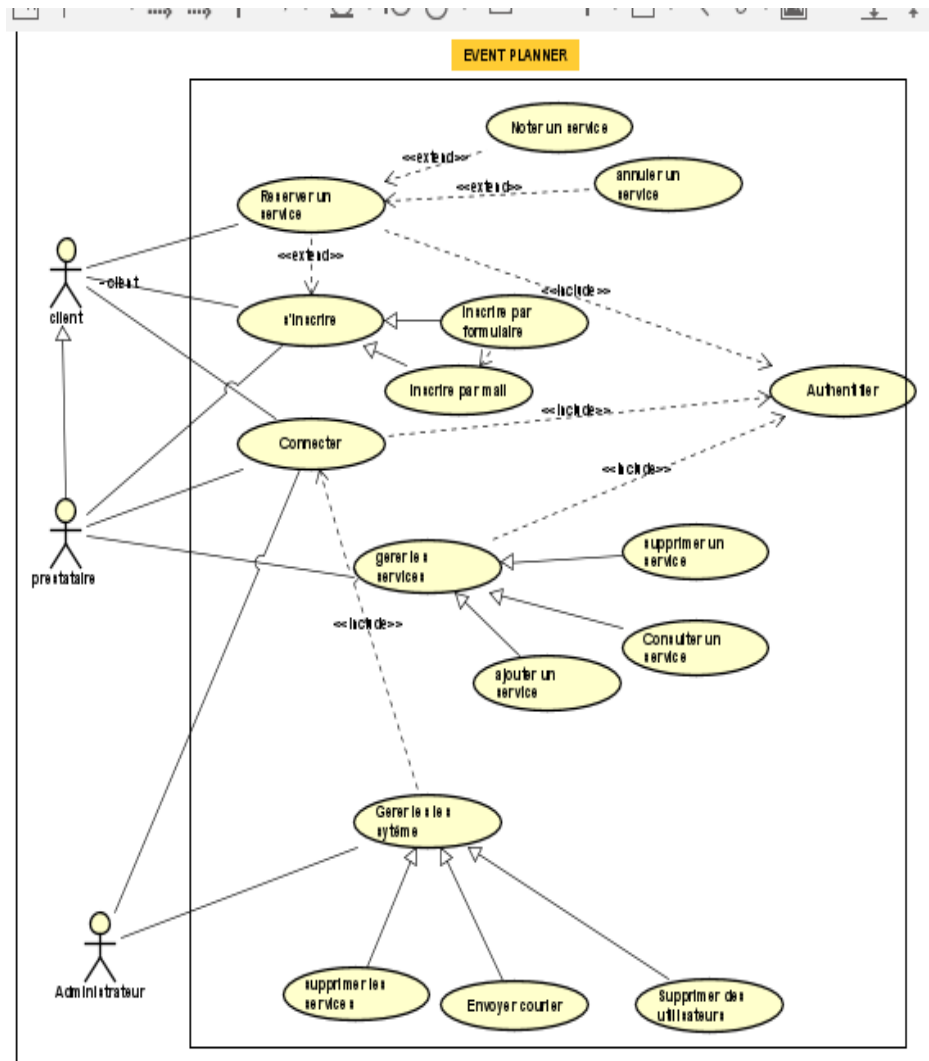 EVENT PLANNER
Noter un service
<<extend>>
annuler un
service
<<extend>>
Reserver un
service
<<extend>>
- client
client
<<include>>
s'inscrire
inscrire par
formulaire
inscrire par mail
Authentifier
<<include>>
Connecter
<<include>>
supprimer un
service
gerer les
services
prestataire
<<include>>
Consulter un
service
ajouter un
service
Gerer les les
sytéme
Administrateur
supprimer les
services
Envoyer courier
Supprimer des
utilisateurs